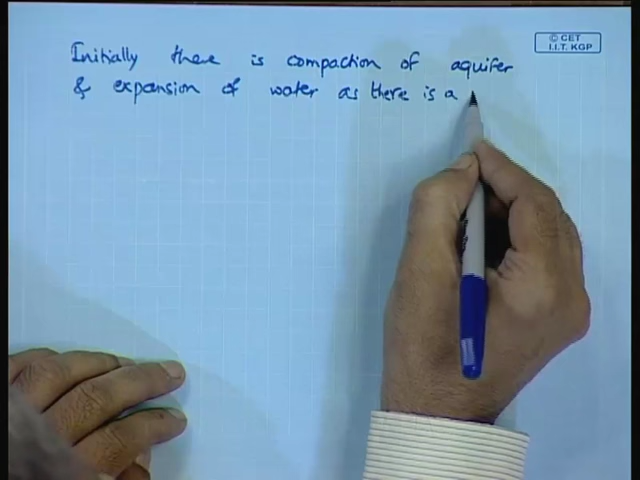 © CET
I.I.T. KGP
Initially there is compaction of aquifer
& expansion of water as there is a